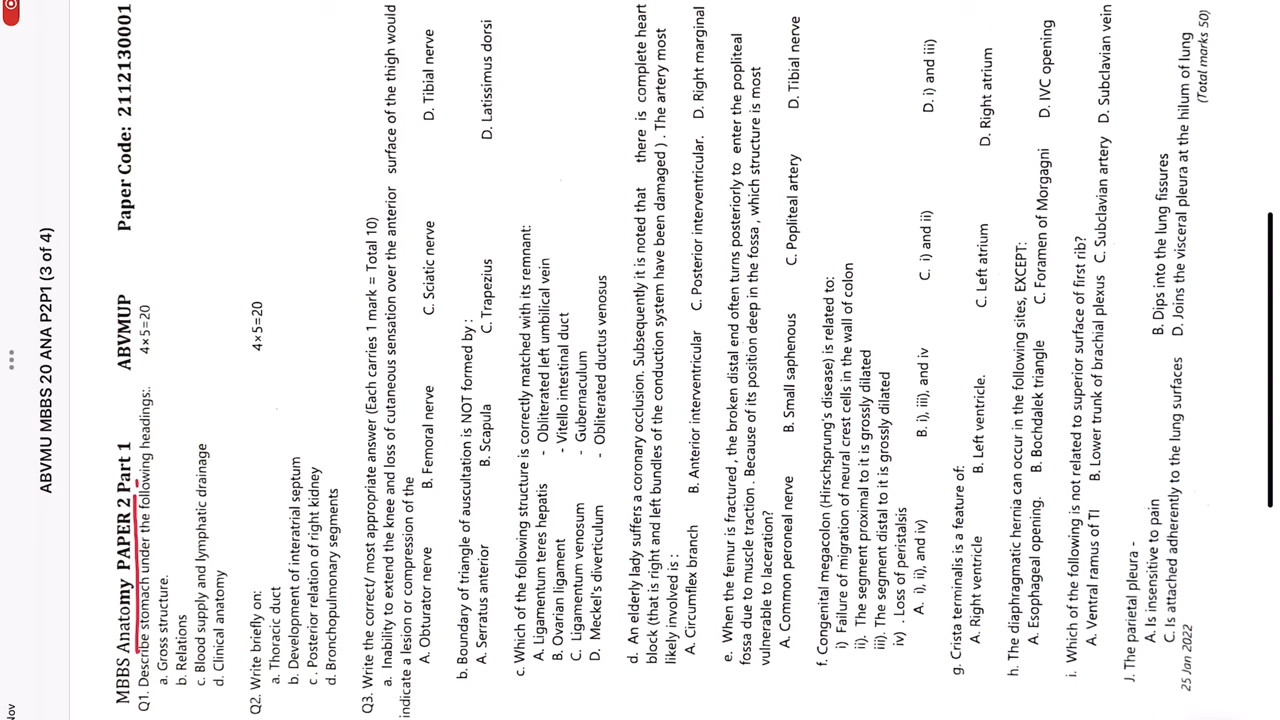 Nov
ABVMU MBBS 20 ANA P2P1 (3 of 4)
MBBS Anatomy PAPER 2 Part 1 ABVMUP Paper Code: 2112130001
Q1. Describe stomach under the following headings:. 4×5=20
a. Gross structure.
b. Relations
c. Blood supply and lymphatic drainage
d. Clinical anatomy
Q2. Write briefly on: 4×5=20
a. Thoracic duct
b. Development of interatrial septum
c . Posterior relation of right kidney
d. Bronchopulmonary segments
Q3. Write the correct/ most appropriate answer (Each carries 1 mark = Total 10)
a. Inability to extend the knee and loss of cutaneous sensation over the anterior surface of the thigh would
indicate a lesion or compression of the
A. Obturator nerve B. Femoral nerve C. Sciatic nerve D. Tibial nerve
b. Boundary of triangle of auscultation is NOT formed by :
A. Serratus anterior B. Scapula C. Trapezius D. Latissimus dorsi
c. Which of the following structure is correctly matched with its remnant:
A. Ligamentum teres hepatis - Obliterated left umbilical vein
B. Ovarian ligament - Vitello intestinal duct
C. Ligamentum venosum - Gubernaculum
D. Meckel's diverticulum - Obliterated ductus venosus
d. An elderly lady suffers a coronary occlusion. Subsequently it is noted that there is complete heart
block (that is right and left bundles of the conduction system have been damaged ) . The artery most
likely involved is :
A. Circumflex branch B. Anterior interventricular C. Posterior interventricular. D. Right marginal
e. When the femur is fractured , the broken distal end often turns posteriorly to enter the popliteal
fossa due to muscle traction . Because of its position deep in the fossa , which structure is most
vulnerable to laceration?
A. Common peroneal nerve B. Small saphenous C. Popliteal artery D. Tibial nerve
f. Congenital megacolon (Hirschsprung's disease) is related to:
i) Failure of migration of neural crest cells in the wall of colon
ii). The segment proximal to it is grossly dilated
iii). The segment distal to it is grossly dilated
iv) . Loss of peristalsis
A. i), ii), and iv) B. i), iii), and iv C. i) and ii) D. i) and iii)
g. Crista terminalis is a feature of:
A. Right ventricle B. Left ventricle. C. Left atrium D. Right atrium
h. The diaphragmatic hernia can occur in the following sites, EXCEPT:
A. Esophageal opening. B. Bochdalek triangle C. Foramen of Morgagni D. IVC opening
i. Which of the following is not related to superior surface of first rib?
A. Ventral ramus of TI B. Lower trunk of brachial plexus C. Subclavian artery D. Subclavian vein
J. The parietal pleura -
A. Is insensitive to pain B. Dips into the lung fissures
C. Is attached adherently to the lung surfaces D. Joins the visceral pleura at the hilum of lung
25 Jan 2022 (Total marks 50)